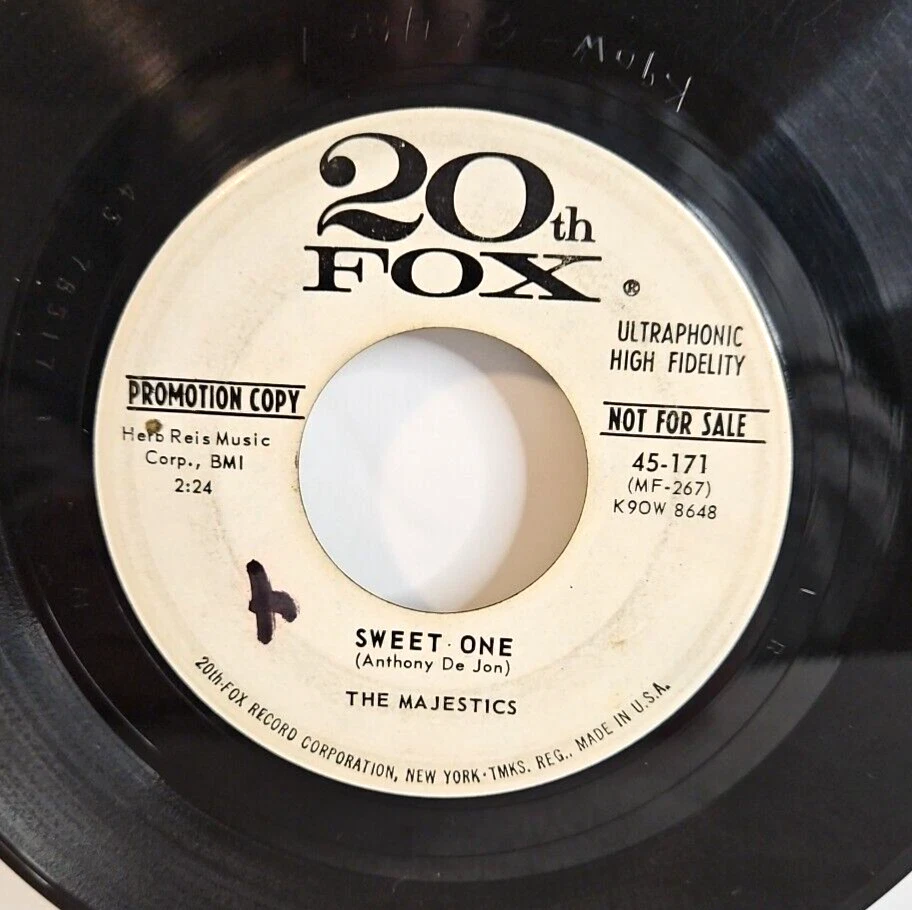 20th
FOX ®
ULTRAPHONIC
HIGH FIDELITY
PROMOTION COPY
Herb Reis Music
Corp., BMI
2:24
NOT FOR SALE
45-171
(MF-267)
K9OW 8648
SWEET ONE
(Anthony De Jon)
THE MAJESTICS
20th-FOX RECORD CORPORATION, NEW YORK·TMKS. REG., MADE IN U.S.A.